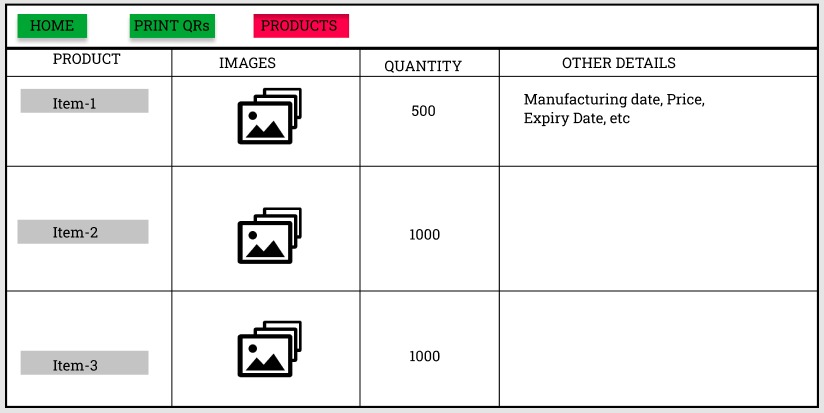 HOME
PRINT QRs
PRODUCTS
PRODUCT
IMAGES
QUANTITY
OTHER DETAILS
Item-1
500
Manufacturing date, Price,
Expiry Date, etc
Item-2
1000
Item-3
1000